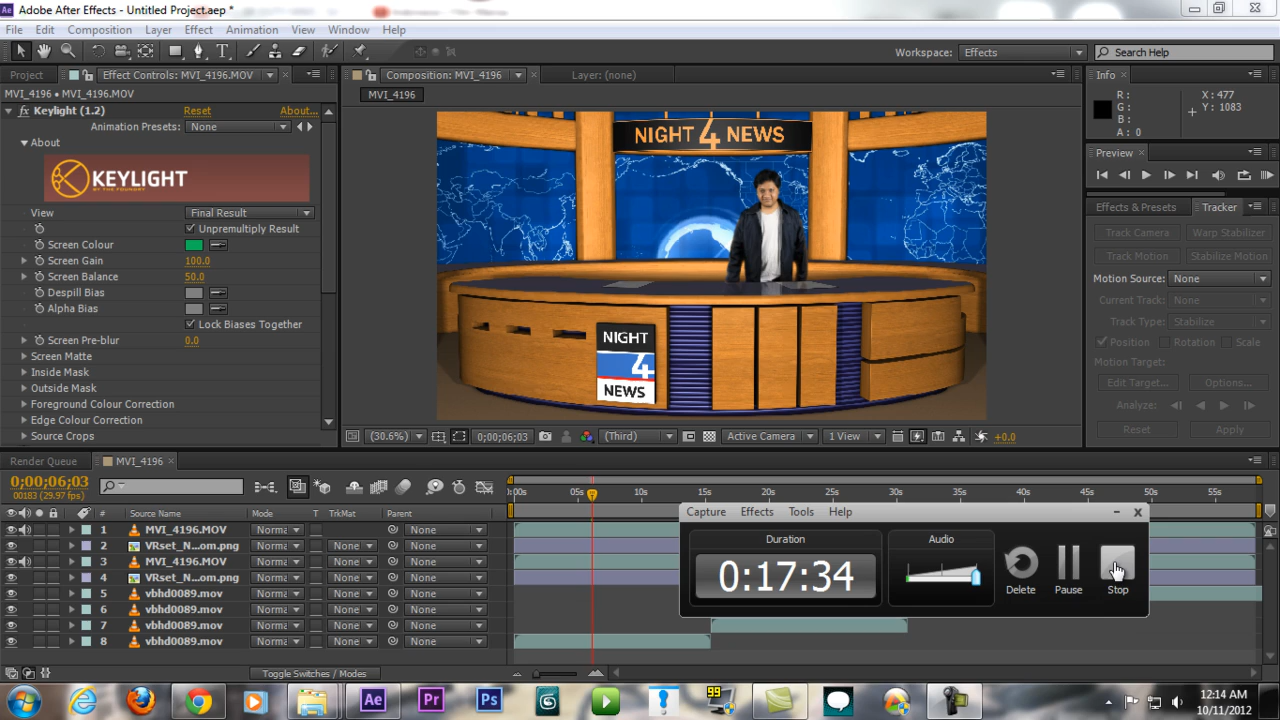 Adobe After Effects - Untitled Project.aep *
File Edit Composition Layer Effect Animation View Window Help
Workspace: Effects Search Help
Project Effect Controls: MVI_4196.MOV
Composition: MVI_4196 Layer: (none)
Info
MVI_4196 • MVI_4196.MOV
MVI_4196
R:
G:
B:
A: 0
X: 477
Y: 1083
fx Keylight (1.2) Reset About...
Animation Presets: None
About
KEYLIGHT
BY THE FOUNDRY
View Final Result
Unpremultiply Result
Screen Colour
Screen Gain 100.0
Screen Balance 50.0
Despill Bias
Alpha Bias
Lock Biases Together
Screen Pre-blur 0.0
Screen Matte
Inside Mask
Outside Mask
Foreground Colour Correction
Edge Colour Correction
Source Crops
NIGHT 4 NEWS
NIGHT
4
NEWS
(30.6%) 0;00;06;03 (Third) Active Camera 1 View +0.0
Preview
Effects & Presets Tracker
Track Camera Warp Stabilizer
Track Motion Stabilize Motion
Motion Source: None
Current Track: None
Track Type: Stabilize
Position Rotation Scale
Motion Target:
Edit Target... Options...
Analyze:
Reset Apply
Render Queue MVI_4196
0;00;06;03
00183 (29.97 fps)
:00s 05s 10s 15s 20s 25s 30s 35s 40s 45s 50s 55s
# Source Name Mode T TrkMat Parent
1 MVI_4196.MOV Norma None
2 VRset_N...om.png Norma None None
3 MVI_4196.MOV Norma None None
4 VRset_N...om.png Norma None None
5 vbhd0089.mov Norma None None
6 vbhd0089.mov Norma None None
7 vbhd0089.mov Norma None None
8 vbhd0089.mov Norma None None
Toggle Switches / Modes
Capture Effects Tools Help
Duration
0:17:34
Audio
Delete Pause Stop
Ae Pr Ps 99
12:14 AM
10/11/2012